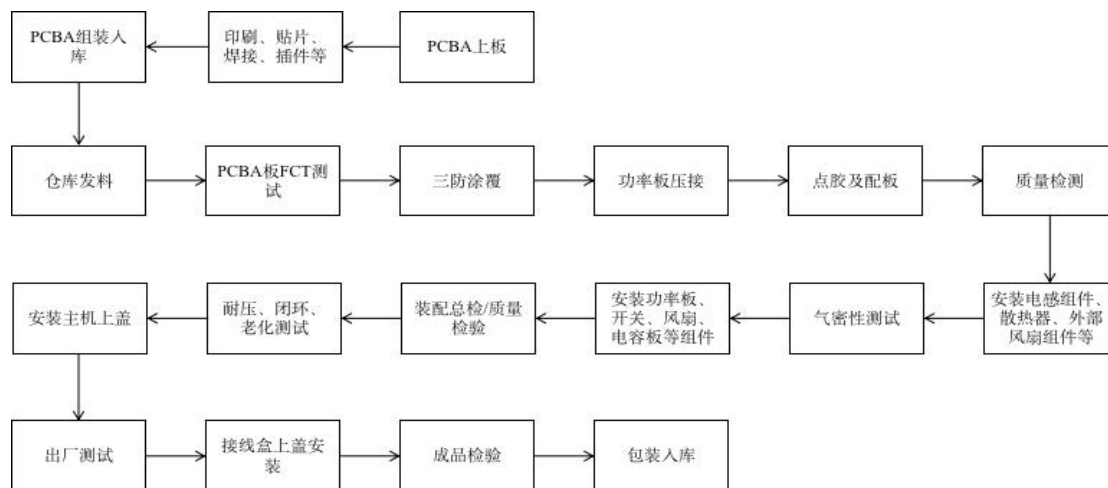 PCBA组装入
库
印刷、贴片、
焊接、插件等
PCBA上板
仓库发料
PCBA板FCT测
试
三防涂覆
功率板压接
点胶及配板
质量检测
安装主机上盖
耐压、闭环、
老化测试
装配总检/质量
检验
安装功率板、
开关、风扇、
电容板等组件
气密性测试
安装电感组件、
散热器、外部
风扇组件等
出厂测试
接线盒上盖安
装
成品检验
包装入库